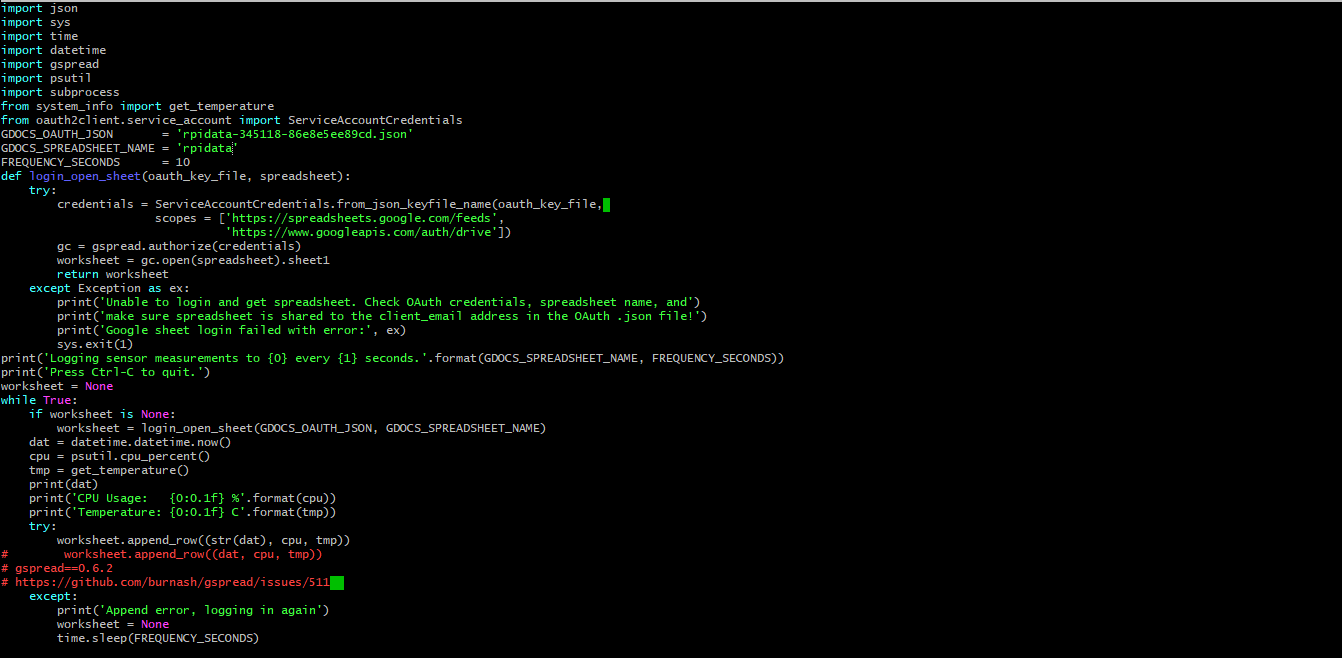 import json
import sys
import time
import datetime
import gspread
import psutil
import subprocess
from system_info import get_temperature
from oauth2client.service_account import ServiceAccountCredentials
GDOCS_OAUTH_JSON       = 'rpidata-345118-86e8e5ee89cd.json'
GDOCS_SPREADSHEET_NAME = 'rpidata'
FREQUENCY_SECONDS      = 10
def login_open_sheet(oauth_key_file, spreadsheet):
    try:
        credentials = ServiceAccountCredentials.from_json_keyfile_name(oauth_key_file,
                      scopes = ['https://spreadsheets.google.com/feeds',
                                'https://www.googleapis.com/auth/drive'])
        gc = gspread.authorize(credentials)
        worksheet = gc.open(spreadsheet).sheet1
        return worksheet
    except Exception as ex:
        print('Unable to login and get spreadsheet. Check OAuth credentials, spreadsheet name, and')
        print('make sure spreadsheet is shared to the client_email address in the OAuth .json file!')
        print('Google sheet login failed with error:', ex)
        sys.exit(1)
print('Logging sensor measurements to {0} every {1} seconds.'.format(GDOCS_SPREADSHEET_NAME, FREQUENCY_SECONDS))
print('Press Ctrl-C to quit.')
worksheet = None
while True:
    if worksheet is None:
        worksheet = login_open_sheet(GDOCS_OAUTH_JSON, GDOCS_SPREADSHEET_NAME)
    dat = datetime.datetime.now()
    cpu = psutil.cpu_percent()
    tmp = get_temperature()
    print(dat)
    print('CPU Usage:   {0:0.1f} %'.format(cpu))
    print('Temperature: {0:0.1f} C'.format(tmp))
    try:
        worksheet.append_row((str(dat), cpu, tmp))
#        worksheet.append_row((dat, cpu, tmp))
# gspread==0.6.2
# https://github.com/burnash/gspread/issues/511
    except:
        print('Append error, logging in again')
        worksheet = None
        time.sleep(FREQUENCY_SECONDS)